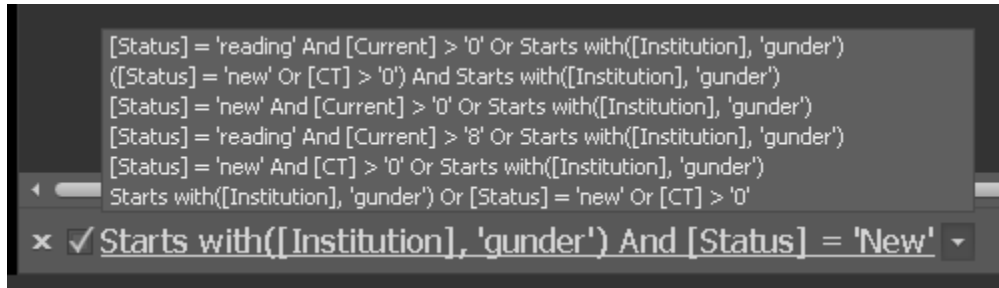 [Status] = 'reading' And [Current] > '0' Or Starts with([Institution], 'gunder')
([Status] = 'new' Or [CT] > '0') And Starts with([Institution], 'gunder')
[Status] = 'new' And [Current] > '0' Or Starts with([Institution], 'gunder')
[Status] = 'reading' And [Current] > '8' Or Starts with([Institution], 'gunder')
[Status] = 'new' And [CT] > '0' Or Starts with([Institution], 'gunder')
Starts with([Institution], 'gunder') Or [Status] = 'new' Or [CT] > '0'
Starts with([Institution], 'gunder') And [Status] = 'New'